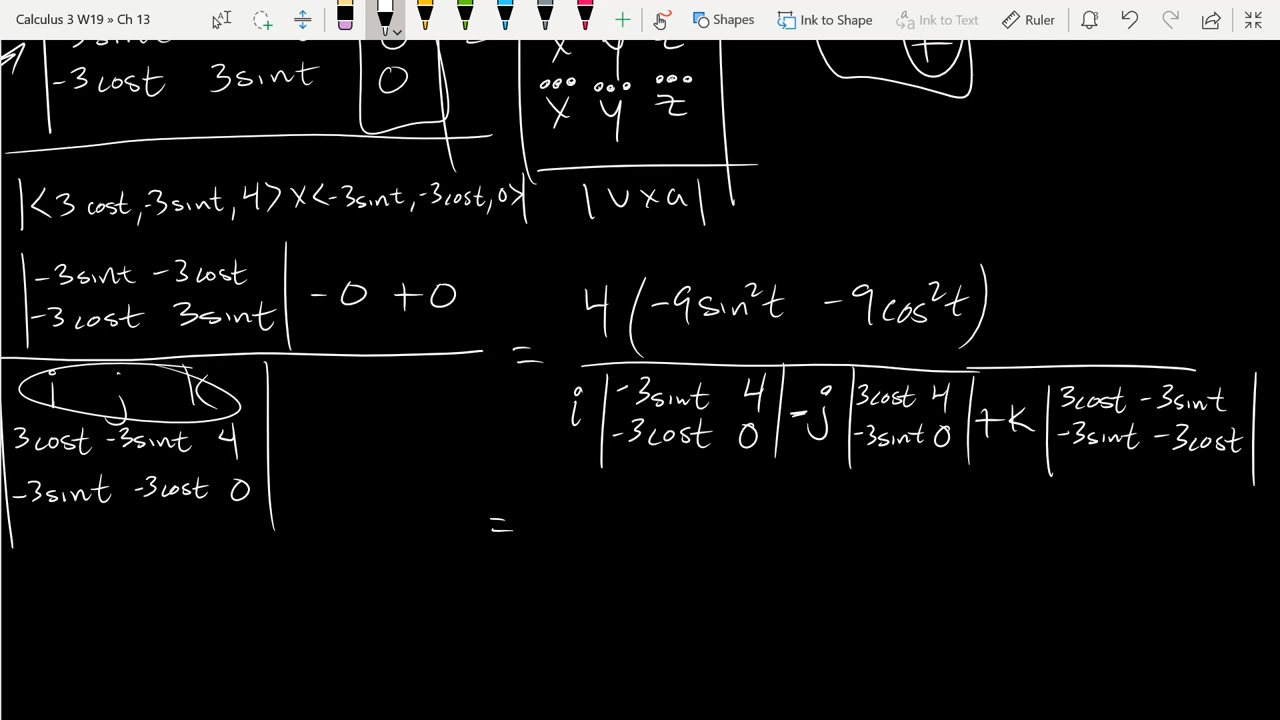 Calculus 3 W19 » Ch 13 Shapes Ink to Shape Ink to Text Ruler
-3cost 3sint 0
x y z
|<3cost,-3sint,4> x <-3sint,-3cost,0>| |v x a|
|-3sint -3cost| - 0 + 0
|-3cost 3sint|
= 4(-9sin²t -9cos²t)
i j k
3cost -3sint 4
-3sint -3cost 0
i |-3sint 4| -j |3cost 4| +k |3cost -3sint|
|-3cost 0| |-3sint 0| |-3sint -3cost|
=